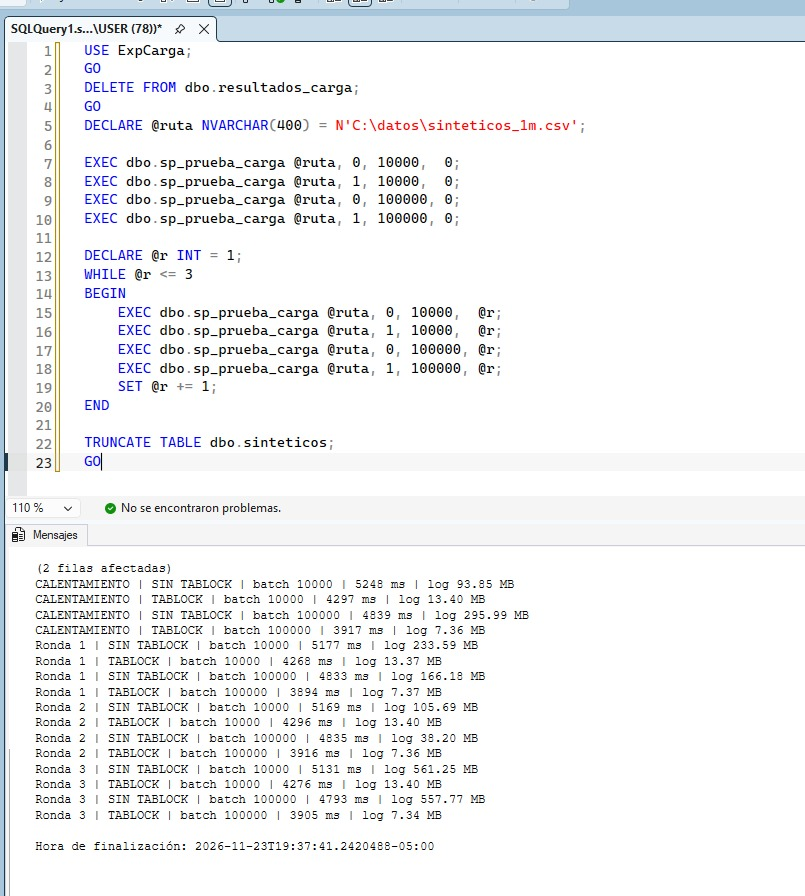 SQLQuery1.s...\USER (78))*
1 USE ExpCarga;
2 GO
3 DELETE FROM dbo.resultados_carga;
4 GO
5 DECLARE @ruta NVARCHAR(400) = N'C:\datos\sinteticos_1m.csv';
6
7 EXEC dbo.sp_prueba_carga @ruta, 0, 10000,  0;
8 EXEC dbo.sp_prueba_carga @ruta, 1, 10000,  0;
9 EXEC dbo.sp_prueba_carga @ruta, 0, 100000, 0;
10 EXEC dbo.sp_prueba_carga @ruta, 1, 100000, 0;
11
12 DECLARE @r INT = 1;
13 WHILE @r <= 3
14 BEGIN
15     EXEC dbo.sp_prueba_carga @ruta, 0, 10000,  @r;
16     EXEC dbo.sp_prueba_carga @ruta, 1, 10000,  @r;
17     EXEC dbo.sp_prueba_carga @ruta, 0, 100000, @r;
18     EXEC dbo.sp_prueba_carga @ruta, 1, 100000, @r;
19     SET @r += 1;
20 END
21
22 TRUNCATE TABLE dbo.sinteticos;
23 GO
110 % No se encontraron problemas.
Mensajes
(2 filas afectadas)
CALENTAMIENTO | SIN TABLOCK | batch 10000 | 5248 ms | log 93.85 MB
CALENTAMIENTO | TABLOCK | batch 10000 | 4297 ms | log 13.40 MB
CALENTAMIENTO | SIN TABLOCK | batch 100000 | 4839 ms | log 295.99 MB
CALENTAMIENTO | TABLOCK | batch 100000 | 3917 ms | log 7.36 MB
Ronda 1 | SIN TABLOCK | batch 10000 | 5177 ms | log 233.59 MB
Ronda 1 | TABLOCK | batch 10000 | 4268 ms | log 13.37 MB
Ronda 1 | SIN TABLOCK | batch 100000 | 4833 ms | log 166.18 MB
Ronda 1 | TABLOCK | batch 100000 | 3894 ms | log 7.37 MB
Ronda 2 | SIN TABLOCK | batch 10000 | 5169 ms | log 105.69 MB
Ronda 2 | TABLOCK | batch 10000 | 4296 ms | log 13.40 MB
Ronda 2 | SIN TABLOCK | batch 100000 | 4835 ms | log 38.20 MB
Ronda 2 | TABLOCK | batch 100000 | 3916 ms | log 7.36 MB
Ronda 3 | SIN TABLOCK | batch 10000 | 5131 ms | log 561.25 MB
Ronda 3 | TABLOCK | batch 10000 | 4276 ms | log 13.40 MB
Ronda 3 | SIN TABLOCK | batch 100000 | 4793 ms | log 557.77 MB
Ronda 3 | TABLOCK | batch 100000 | 3905 ms | log 7.34 MB
Hora de finalización: 2026-11-23T19:37:41.2420488-05:00